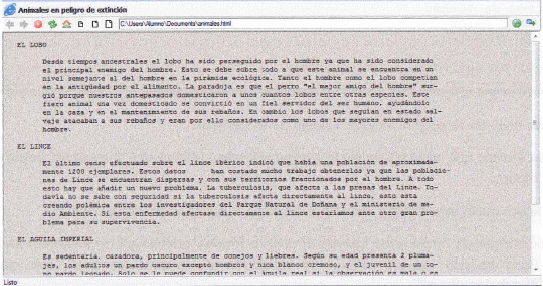 Animales en peligro de extinción
C:\Users\Alumno\Documents\animales.html
EL LOBO
Desde tiempos ancestrales el lobo ha sido perseguido por el hombre ya que ha sido considerado
el principal enemigo del hombre. Esto se debe sobre todo a que este animal se encuentra en un
nivel semejante al del hombre en la pirámide ecológica. Tanto el hombre como el lobo competían
en la antigüedad por el alimento. La paradoja es que el perro "el mejor amigo del hombre" sur-
gió porque nuestros antepasados domesticaron a unos cuantos lobos entre otras especies. Este
fiero animal una vez domesticado se convirtió en un fiel servidor del ser humano, ayudándolo
en la caza y en el mantenimiento de sus rebaños. En cambio los lobos que seguían en estado sal-
vaje atacaban a sus rebaños y eran por ello considerados como uno de los mayores enemigos del
hombre.
EL LINCE
El último censo efectuado sobre el lince ibérico indicó que había una población de aproximada-
mente 1200 ejemplares. Estos datos han costado mucho trabajo obtenerlos ya que las poblacio-
nes de Lince se encuentran dispersas y con sus territorios fraccionados por el hombre. A todo
esto hay que añadir un nuevo problema. La tuberculosis, que afecta a las presas del Lince. To-
davía no se sabe con seguridad si la tuberculosis afecta directamente al lince, esto está
creando polémica entre los investigadores del Parque Natural de Doñana y el ministerio de me-
dio Ambiente. Si esta enfermedad afectase directamente al lince estaríamos ante otro gran pro-
blema para su supervivencia.
EL AGUILA IMPERIAL
Es sedentaria, cazadora, principalmente de conejos y liebres. Según su edad presenta 2 pluma-
jes, los adultos un pardo oscuro excepto hombros y nuca blanco cremoso, y el juvenil de un to-
no pardo leonado. Solo se le puede confundir con el águila real si la observación es mala o es
Listo